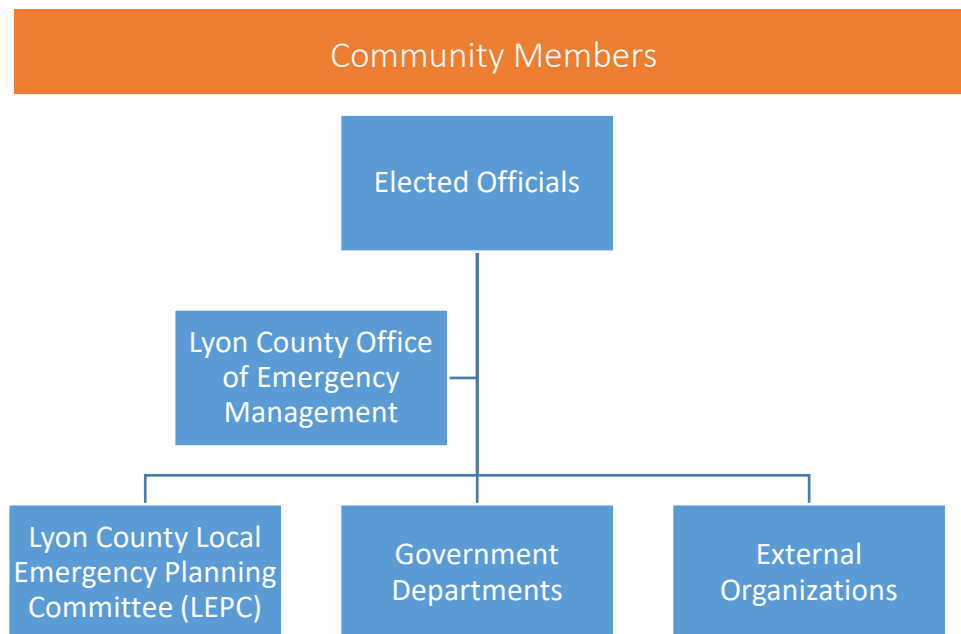 Community Members
Elected Officials
Lyon County Office
of Emergency
Management
Lyon County Local
Emergency Planning
Committee (LEPC)
Government
Departments
External
Organizations